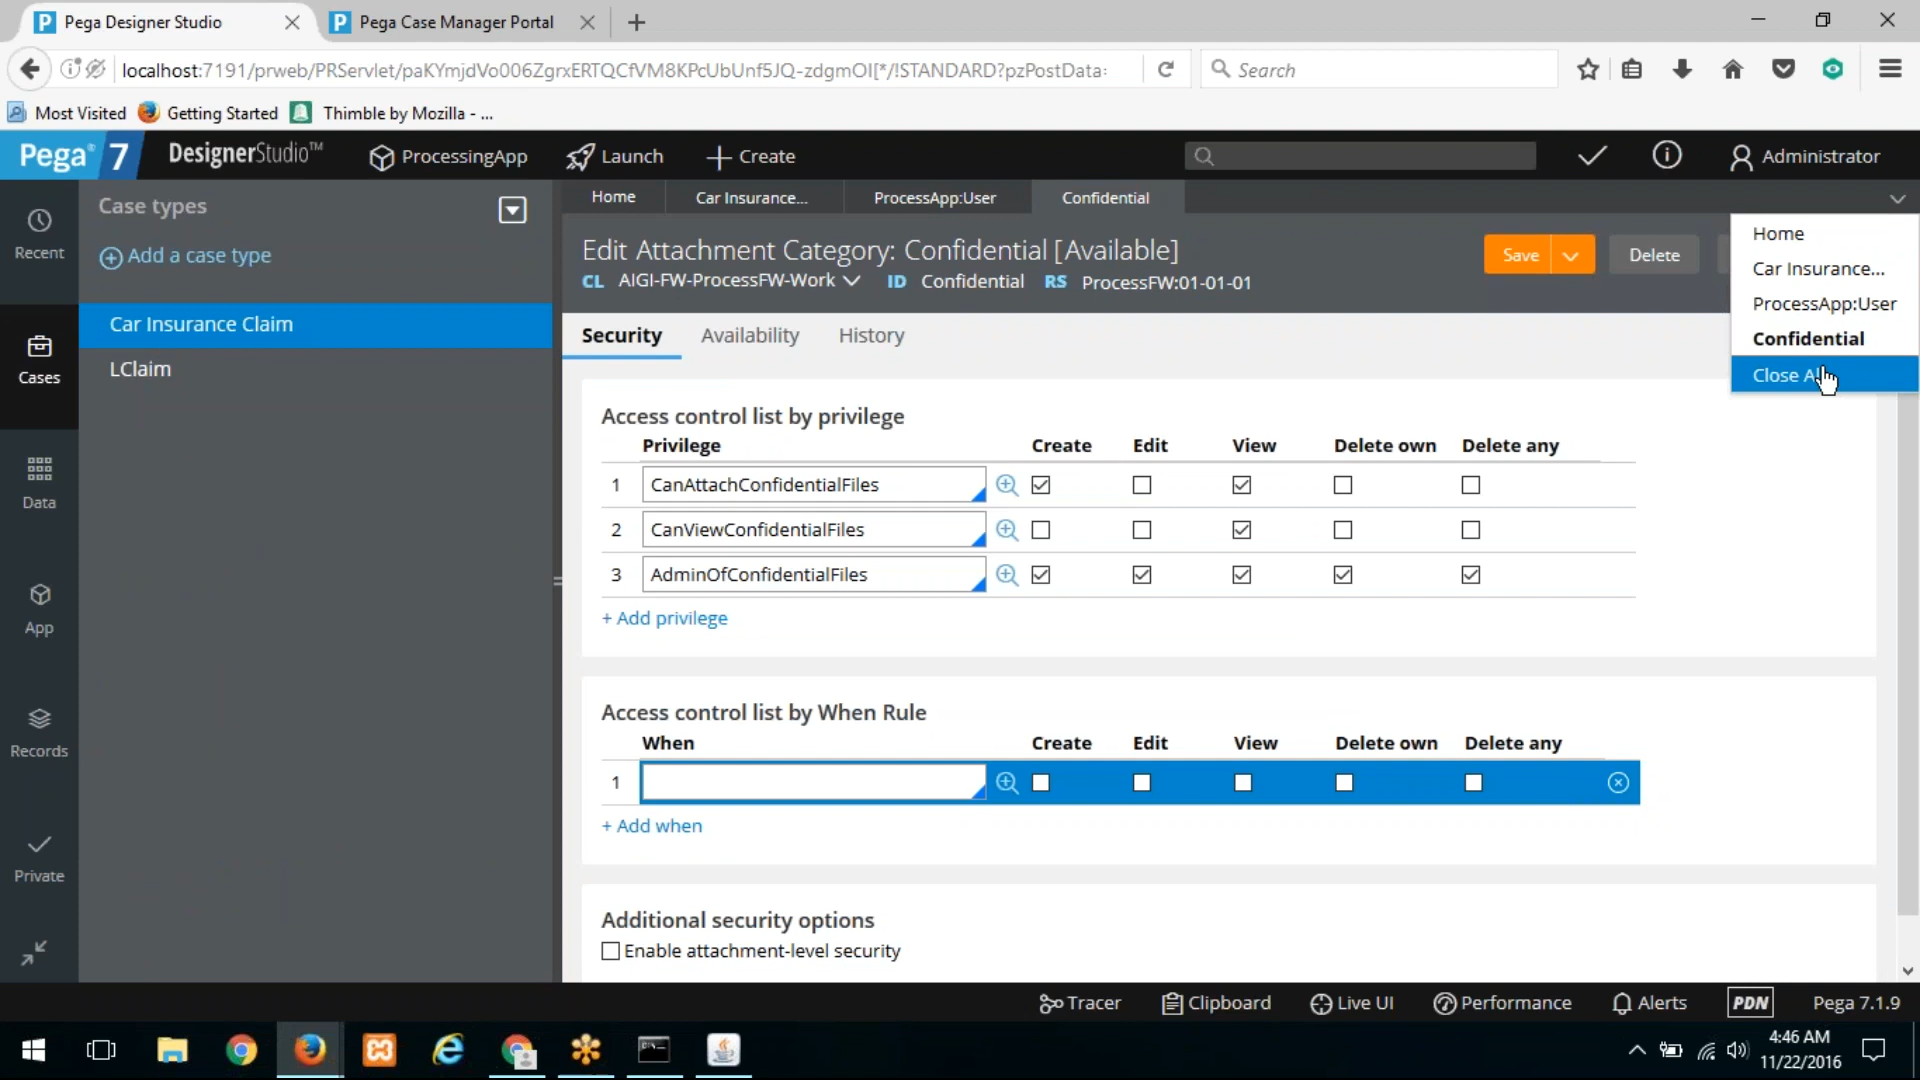 Pega Designer Studio
Pega Case Manager Portal
localhost:7191/prweb/PRServlet/paKYmjdVo006ZgrxERTQCfVM8KPcUbUnf5JQ-zdgmOI[*/!STANDARD?pzPostData:
Search
Most Visited
Getting Started
Thimble by Mozilla - ...
Pega 7
DesignerStudio™
ProcessingApp
Launch
Create
Administrator
Recent
Cases
Data
App
Records
Private
Case types
Add a case type
Car Insurance Claim
LClaim
Home
Car Insurance...
ProcessApp:User
Confidential
Edit Attachment Category: Confidential [Available]
CL AIGI-FW-ProcessFW-Work ID Confidential RS ProcessFW:01-01-01
Save
Delete
Home
Car Insurance...
ProcessApp:User
Confidential
Security
Availability
History
Access control list by privilege
Privilege Create Edit View Delete own Delete any
1 CanAttachConfidentialFiles
2 CanViewConfidentialFiles
3 AdminOfConfidentialFiles
+ Add privilege
Access control list by When Rule
When Create Edit View Delete own Delete any
1
+ Add when
Additional security options
Enable attachment-level security
Tracer
Clipboard
Live UI
Performance
Alerts
PDN
Pega 7.1.9
4:46 AM
11/22/2016